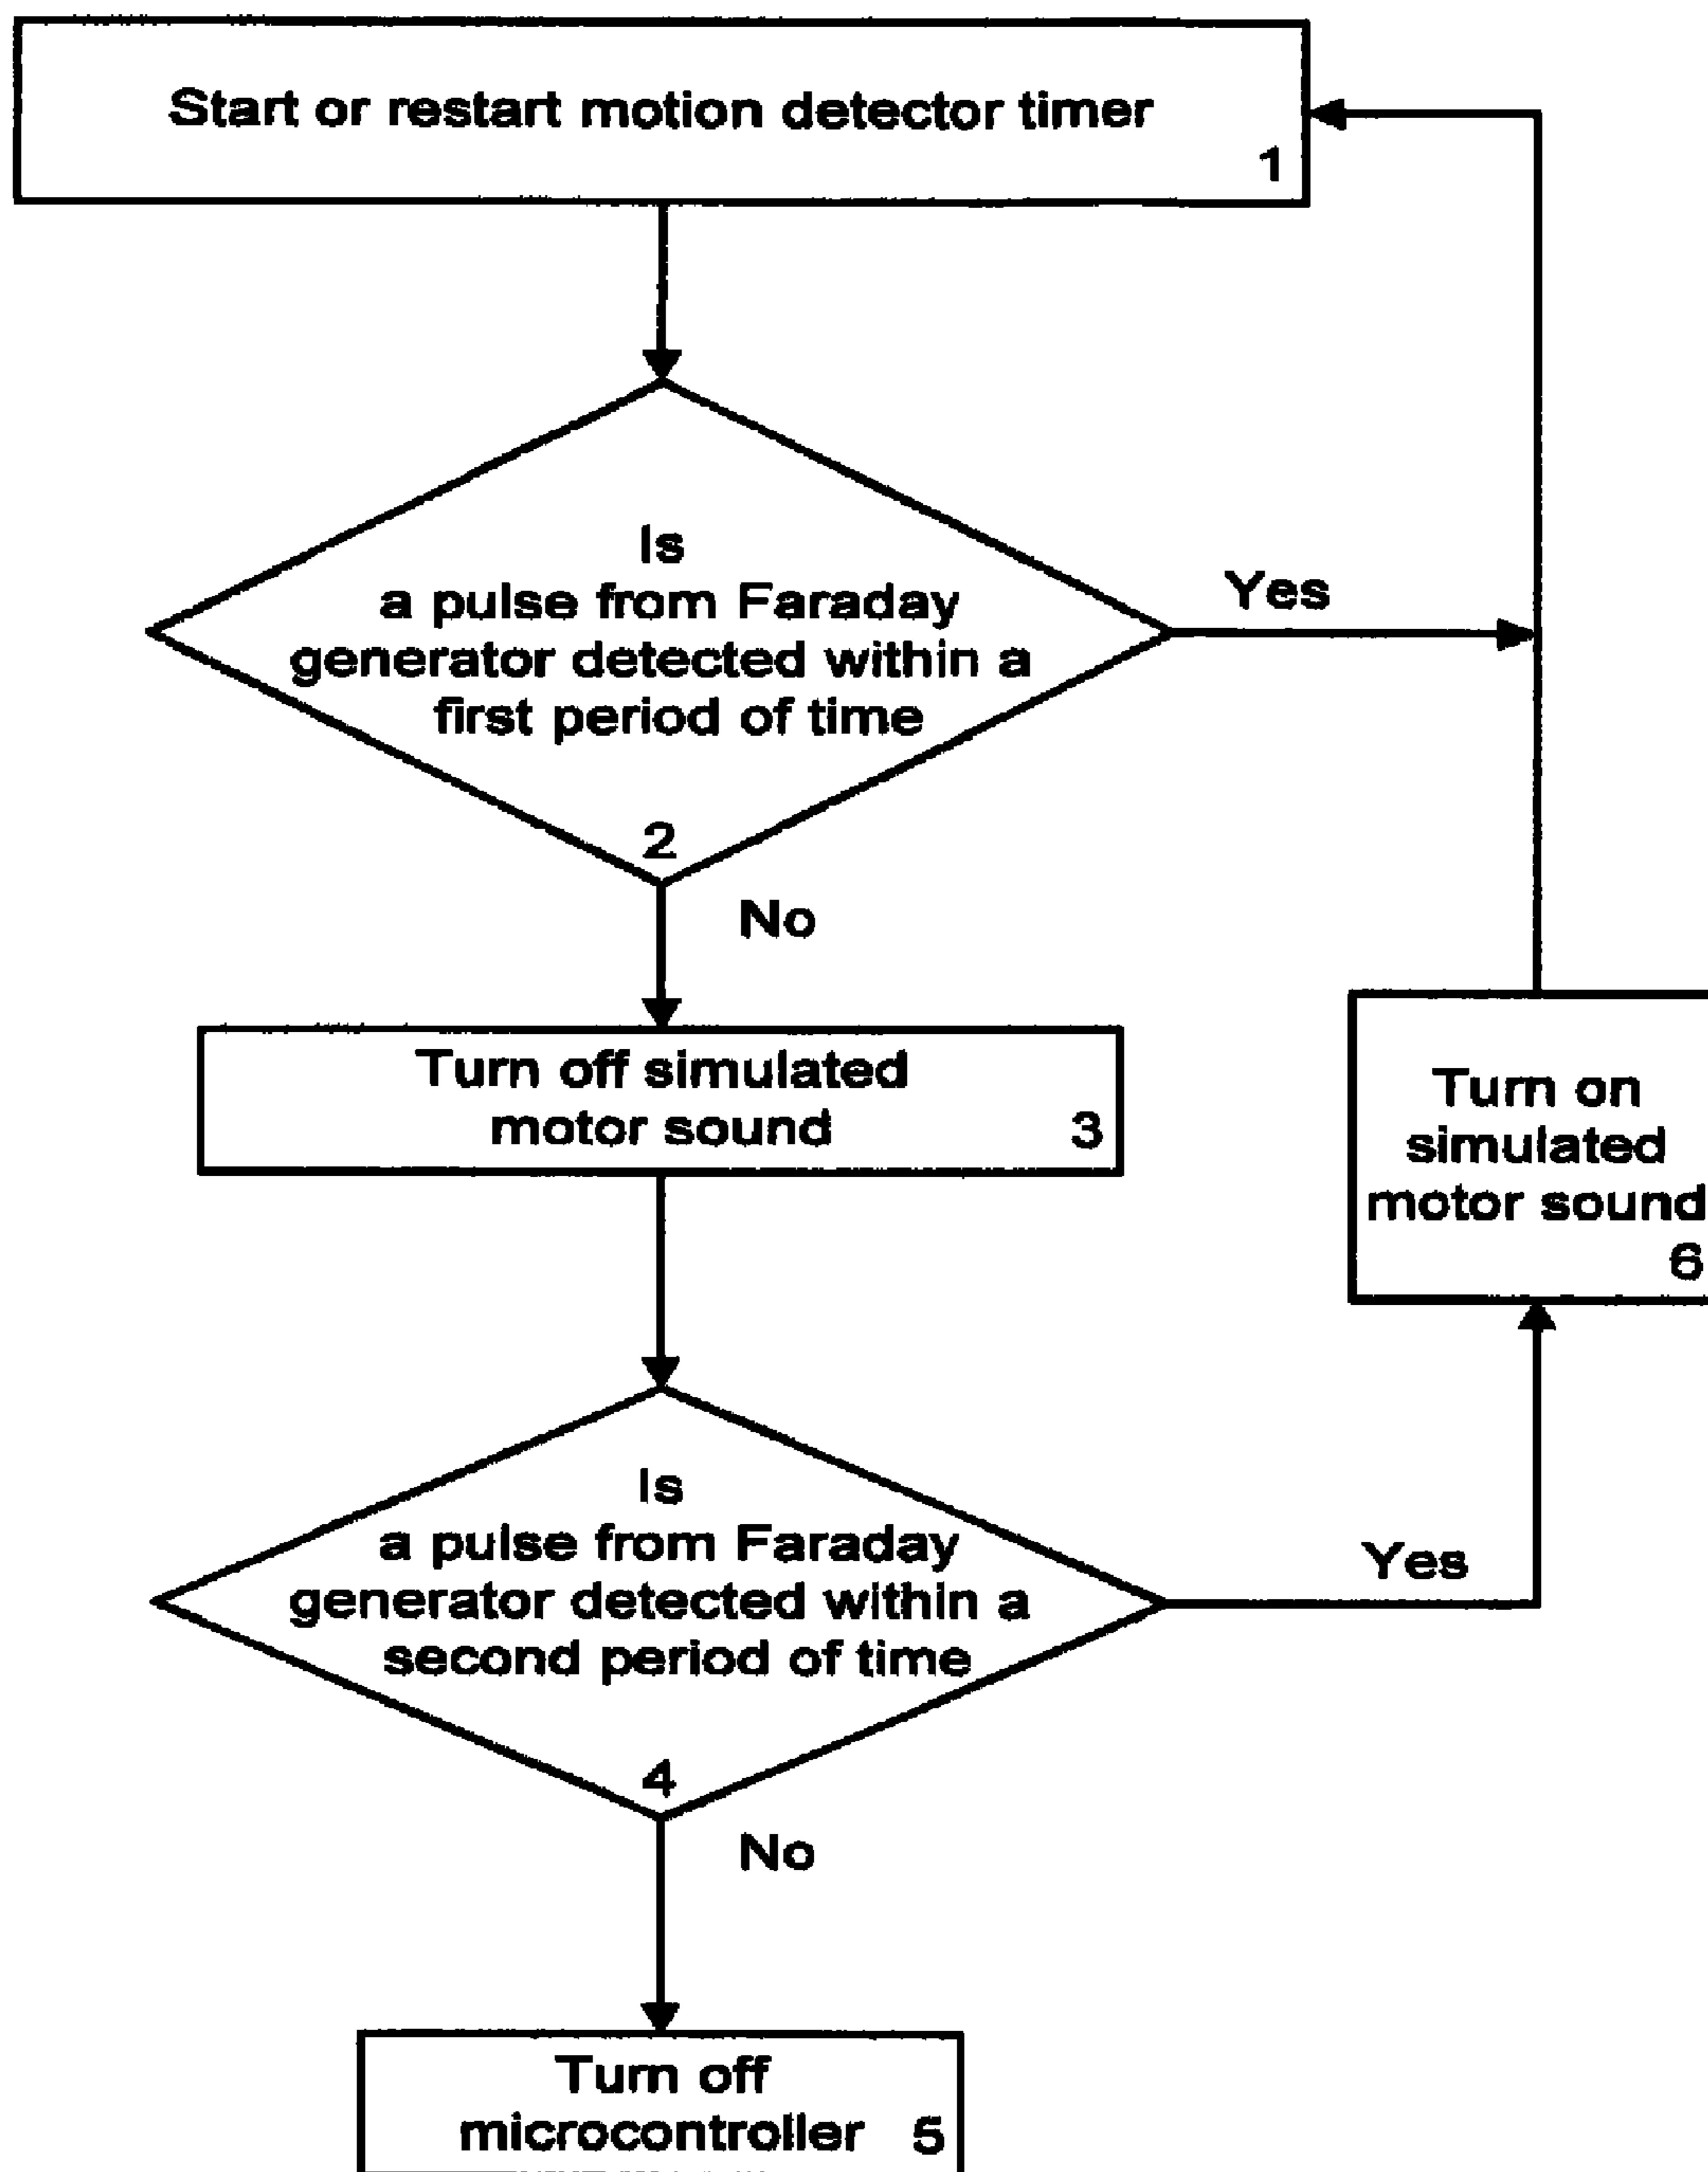 Start or restart motion detector timer
1
Is
a pulse from Faraday
generator detected within a
first period of time
2
Yes
No
Turn off simulated
motor sound
3
Turn on
simulated
motor sound
6
Is
a pulse from Faraday
generator detected within a
second period of time
4
Yes
No
Turn off
microcontroller
5